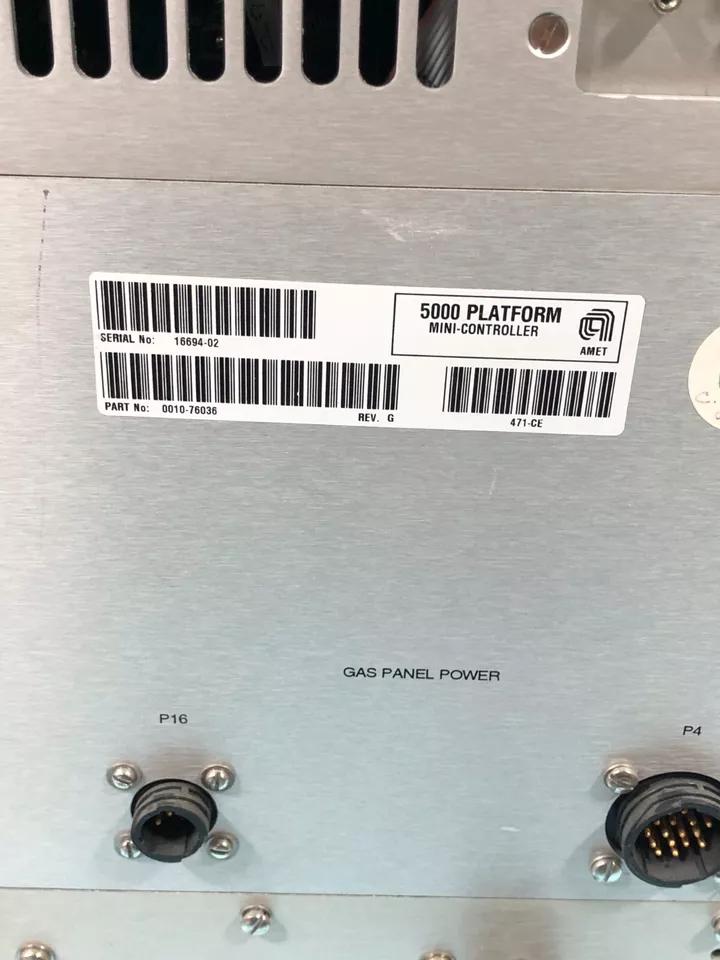 5000 PLATFORM
MINI-CONTROLLER
AMET
SERIAL No: 16694-02
PART No: 0010-76036 REV. G
471-CE
GAS PANEL POWER
P16
P4